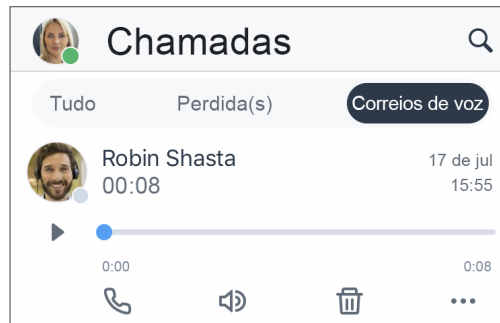 Chamadas
Tudo Perdida(s) Correios de voz
Robin Shasta 17 de jul
00:08 15:55
0:00 0:08